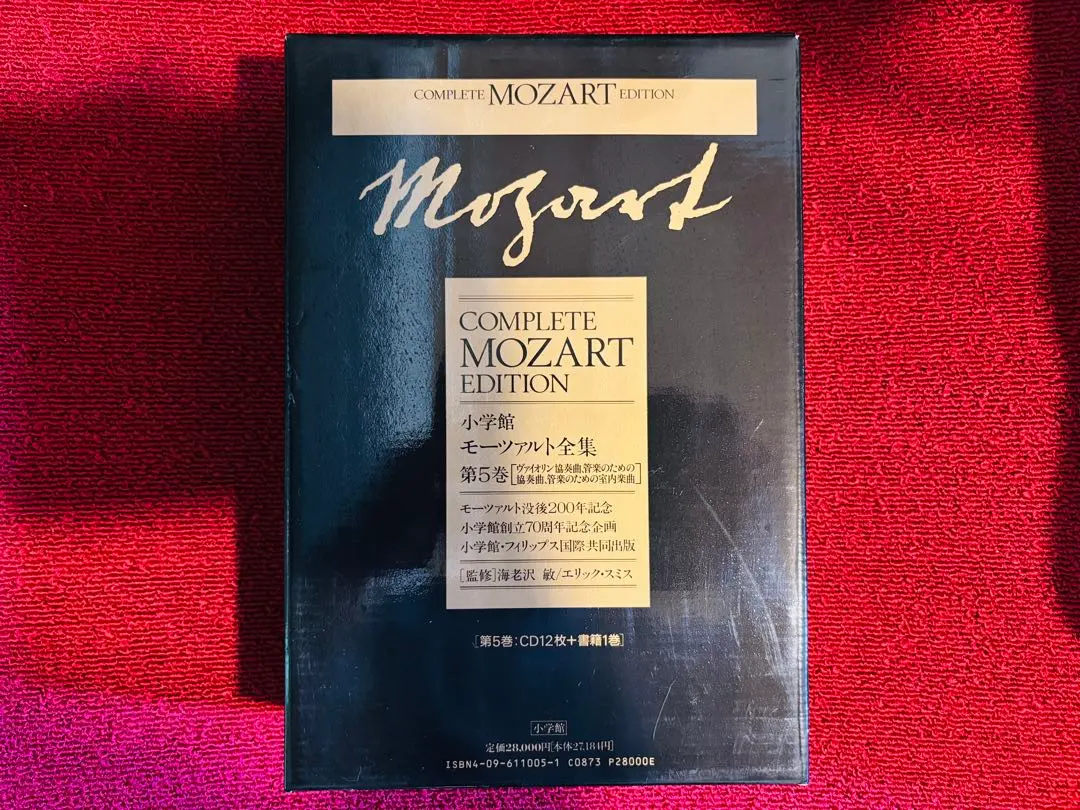 COMPLETE MOZART EDITION
Mozart
COMPLETE
MOZART
EDITION
小学館
モーツァルト全集
第5巻[ヴァイオリン協奏曲、管楽のための
協奏曲、管楽のための室内楽曲]
モーツァルト没後200年記念
小学館創立70周年記念企画
小学館・フィリップス国際共同出版
[監修]海老沢 敏/エリック・スミス
[第5巻:CD12枚+書籍1巻]
小学館
定価28,000円[本体27,184円]
ISBN4-09-611005-1 C0873 P28000E